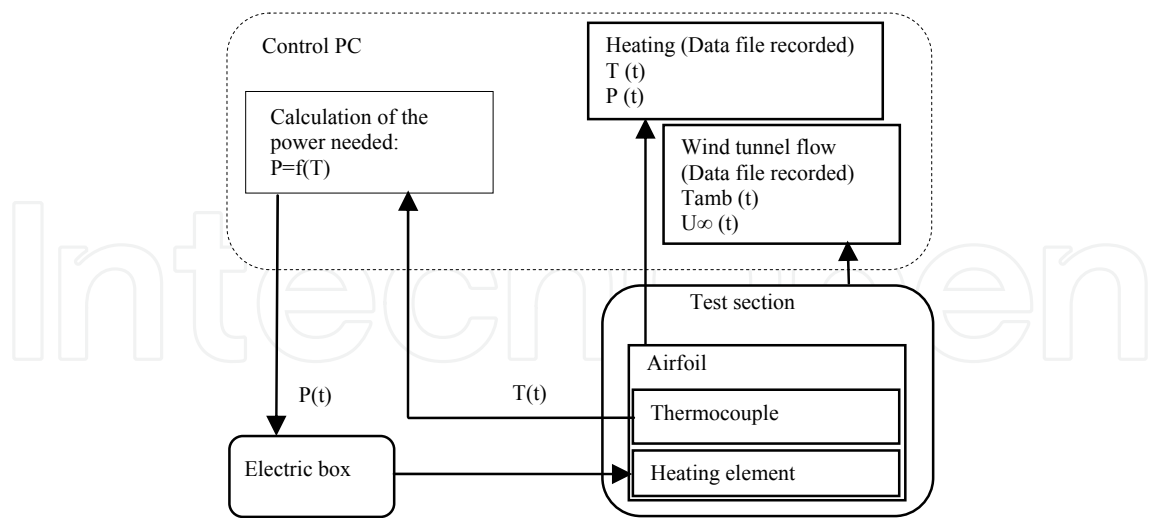 Control PC
Heating (Data file recorded)
T (t)
P (t)
Calculation of the
power needed:
P=f(T)
Wind tunnel flow
(Data file recorded)
Tamb (t)
U∞ (t)
Test section
Airfoil
P(t)
T(t)
Thermocouple
Electric box
Heating element